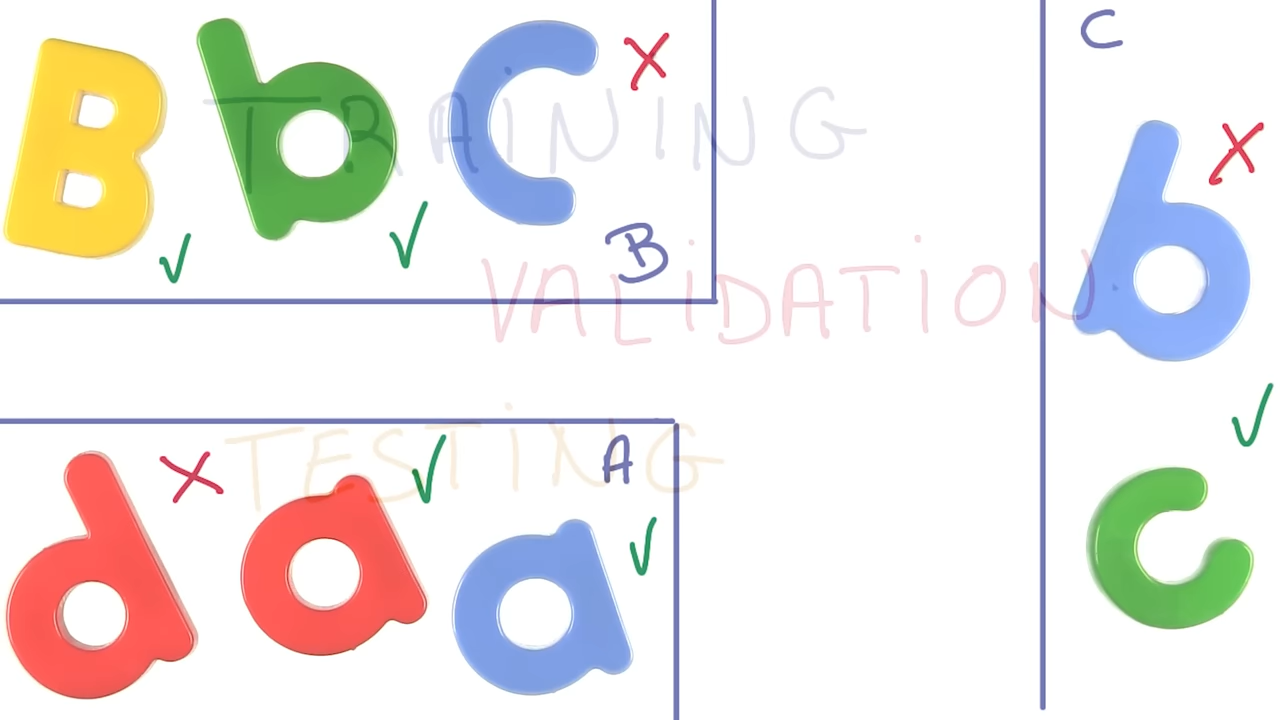 B b C
B
TRAINING
VALiDATION
TESTiNG
d a a
A
C
b
c